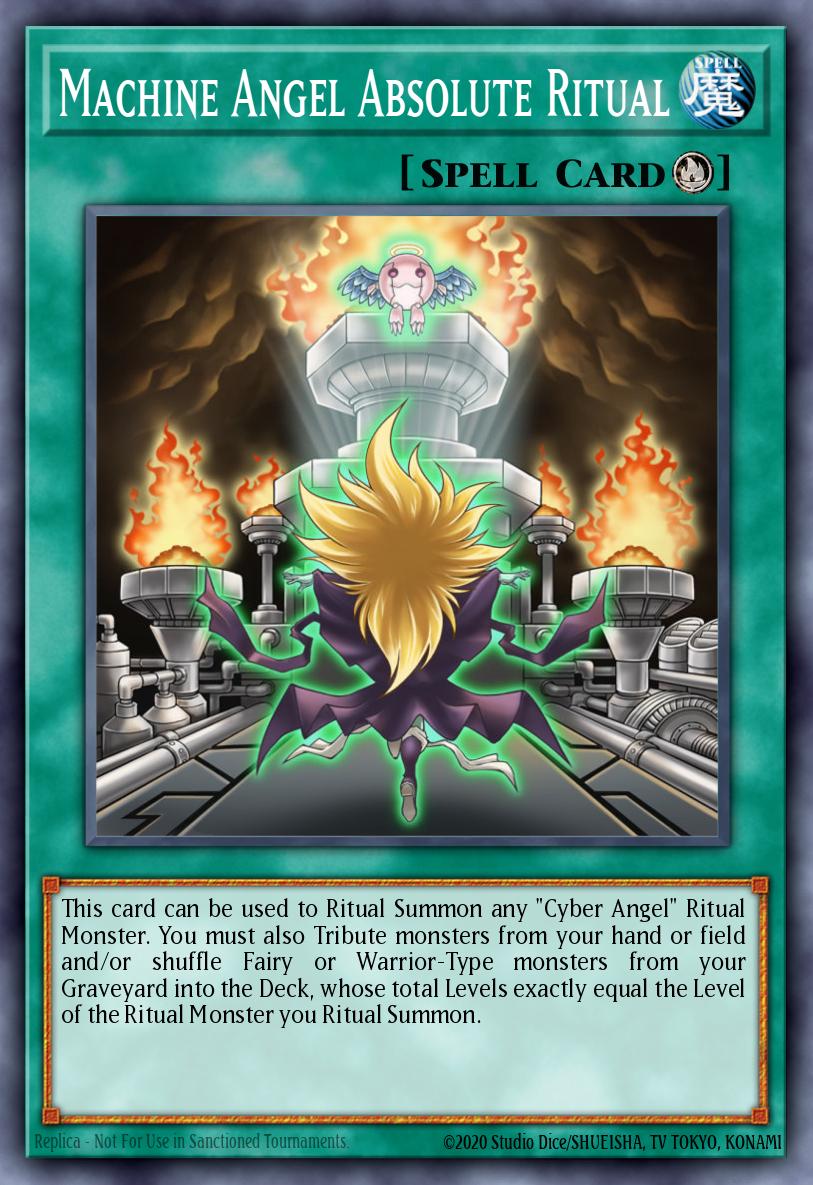 MACHINE ANGEL ABSOLUTE RITUAL
SPELL
魔
[SPELL CARD]
This card can be used to Ritual Summon any "Cyber Angel" Ritual
Monster. You must also Tribute monsters from your hand or field
and/or shuffle Fairy or Warrior-Type monsters from your
Graveyard into the Deck, whose total Levels exactly equal the Level
of the Ritual Monster you Ritual Summon.
Replica - Not For Use in Sanctioned Tournaments.
©2020 Studio Dice/SHUEISHA, TV TOKYO, KONAMI